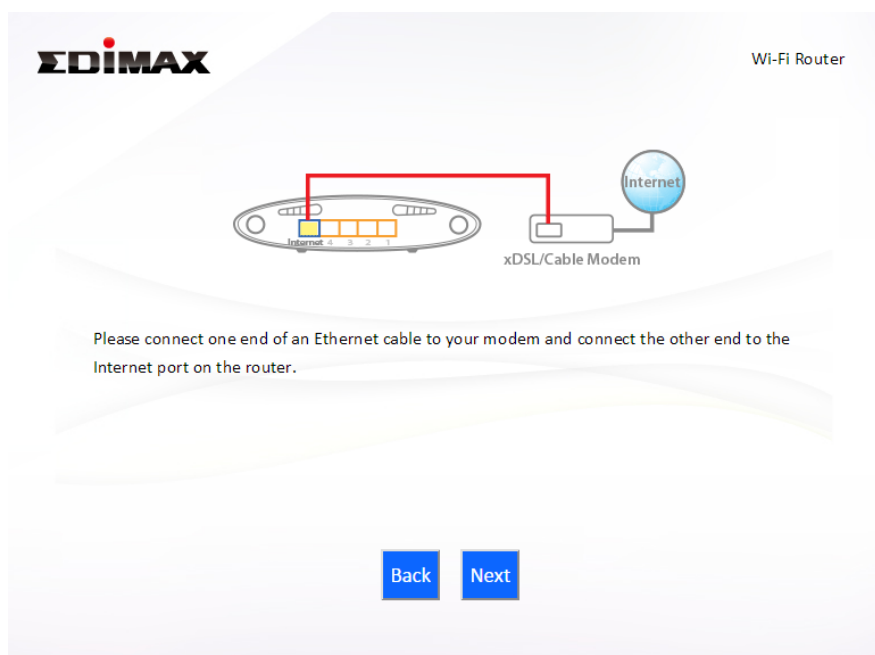 EDIMAX
Wi-Fi Router
Internet
Internet 4 3 2 1
xDSL/Cable Modem
Please connect one end of an Ethernet cable to your modem and connect the other end to the
Internet port on the router.
Back Next